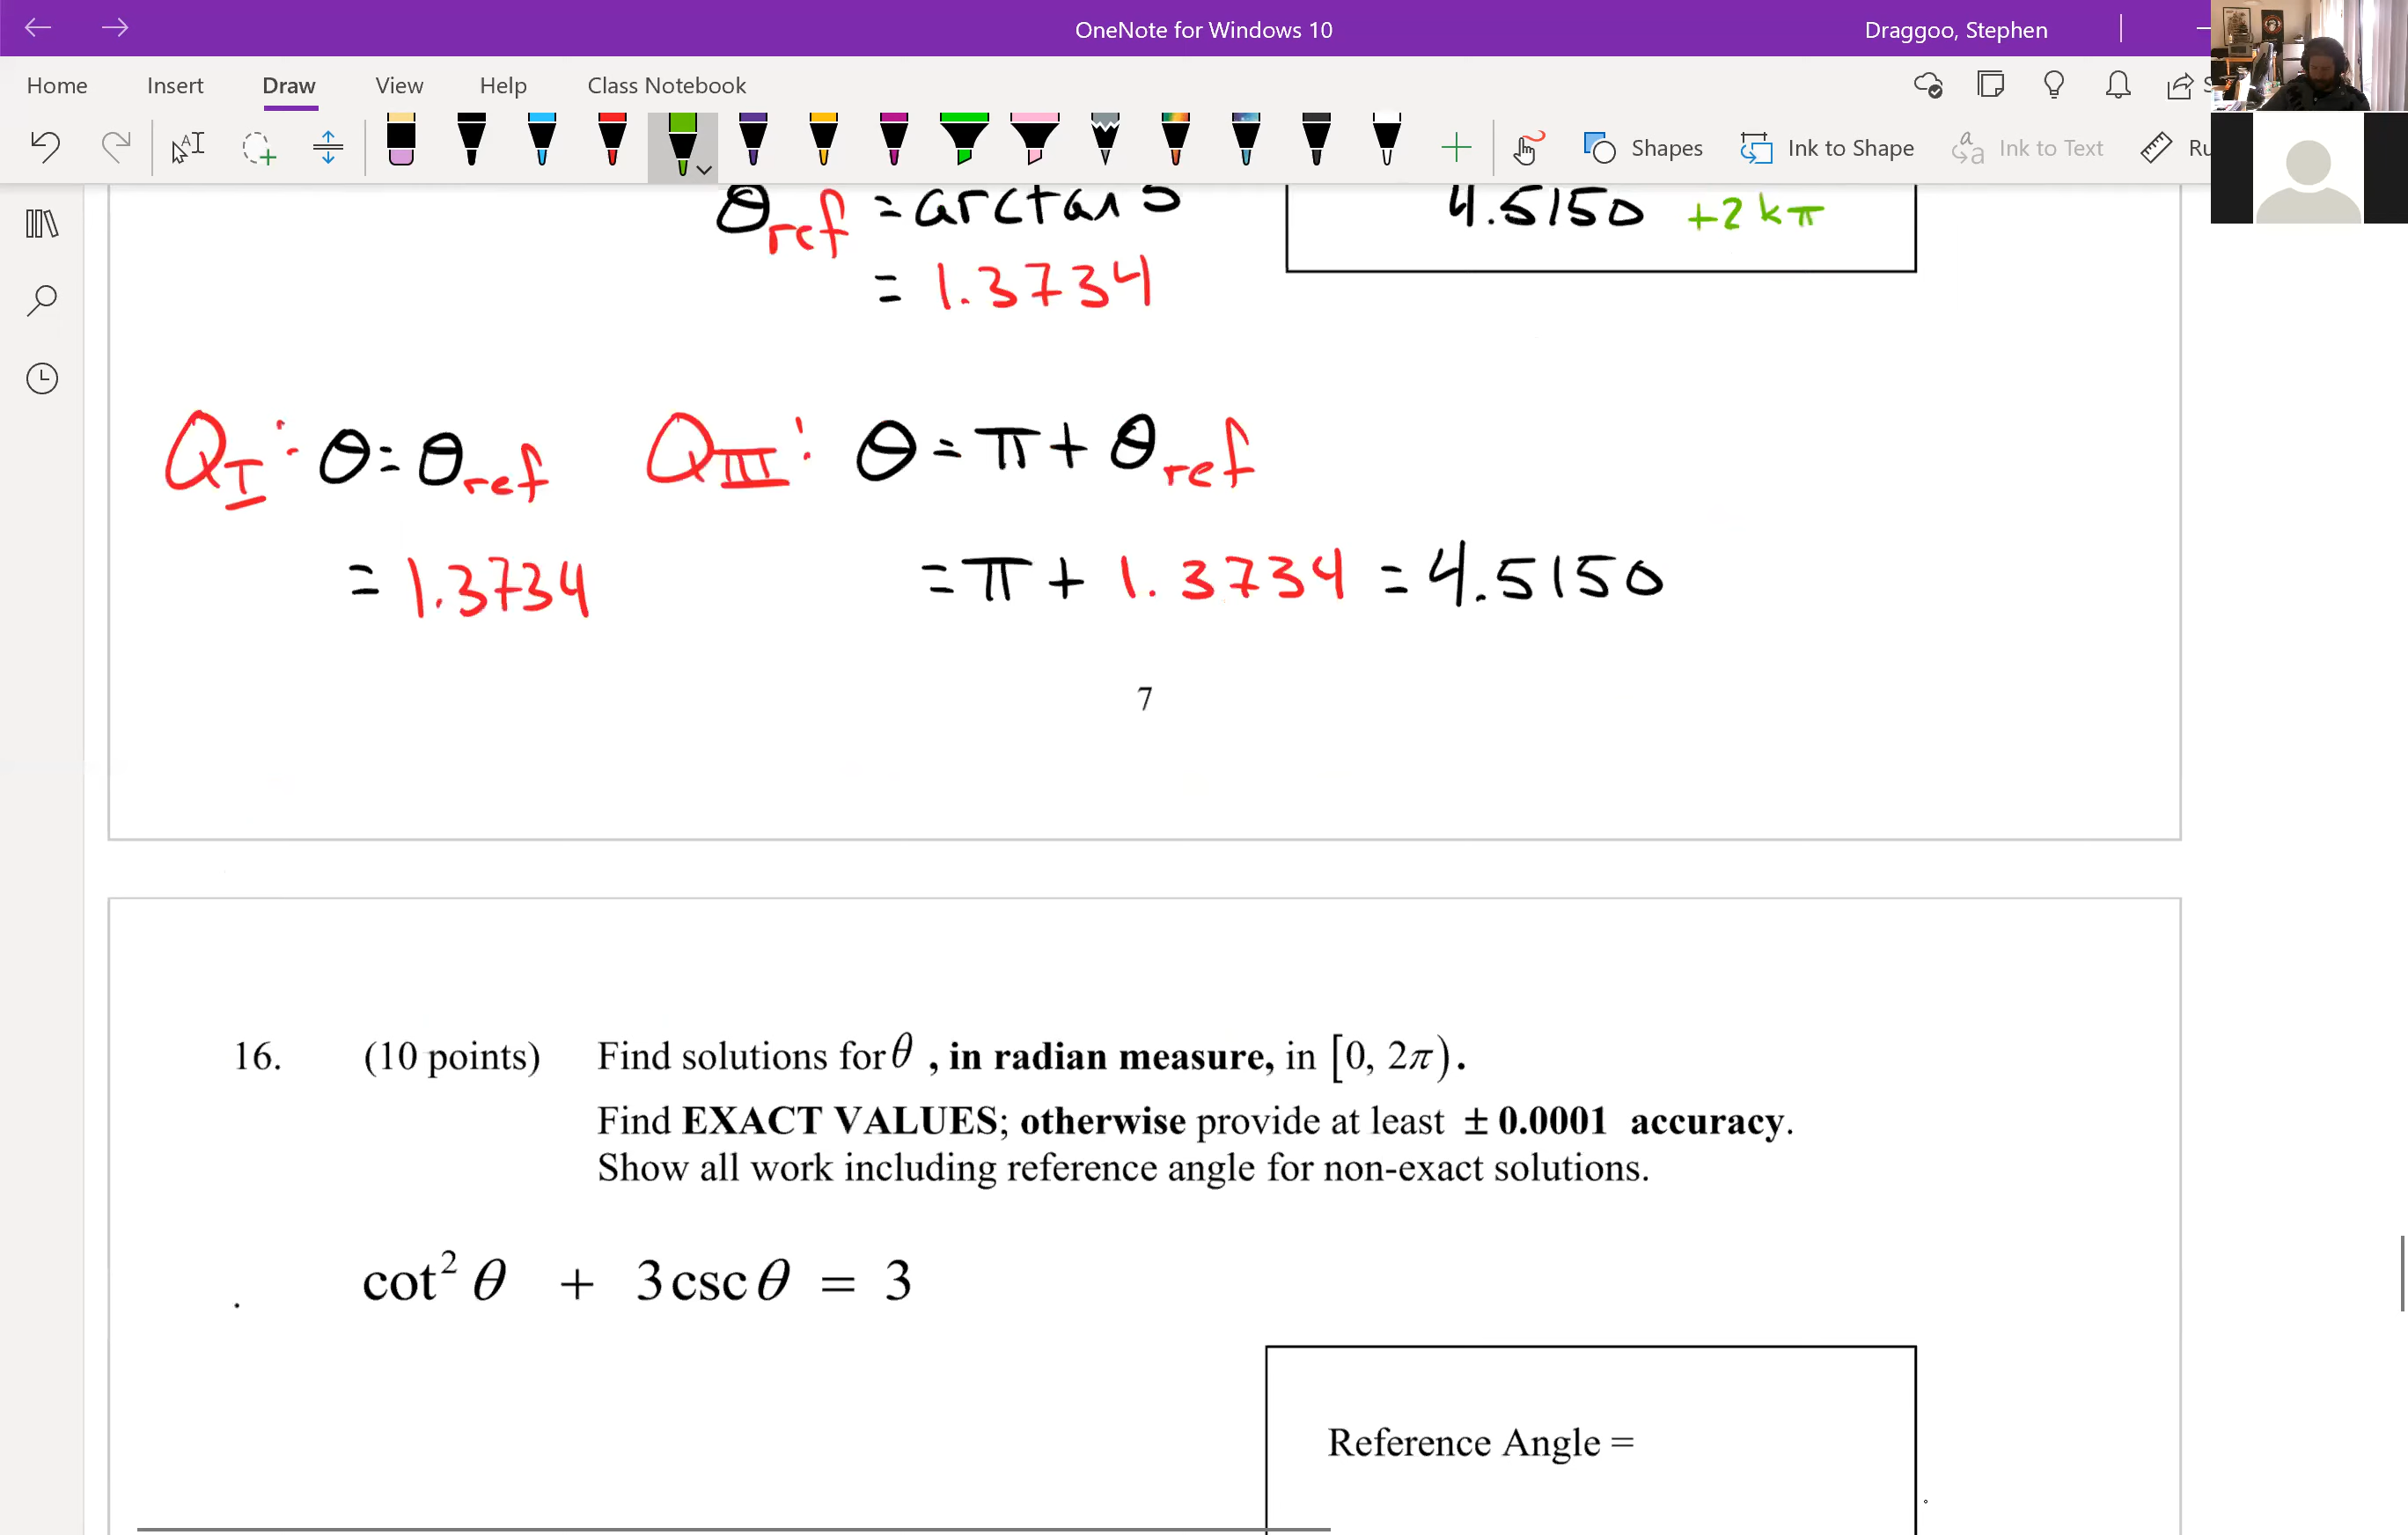 OneNote for Windows 10
Draggoo, Stephen
Home Insert Draw View Help Class Notebook
Shapes Ink to Shape Ink to Text
θref = arctan 5
= 1.3734
4.5150 +2kπ
QI: θ=θref QIII: θ=π+θref
= 1.3734 =π+1.3734 =4.5150
7
16. (10 points) Find solutions for θ , in radian measure, in [0, 2π).
Find EXACT VALUES; otherwise provide at least ± 0.0001 accuracy.
Show all work including reference angle for non-exact solutions.
cot² θ + 3 csc θ = 3
.
Reference Angle =